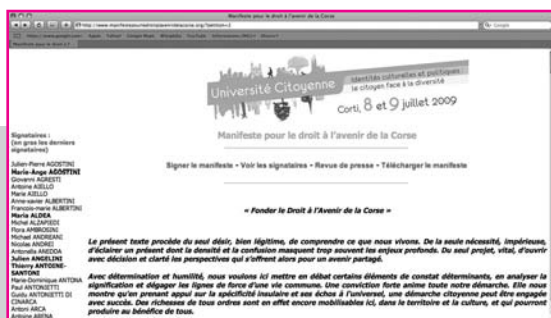 Manifeste pour le droit à l'avenir de la Corse
Google
Manifeste pour le droit à l'
Université Citoyenne
Identités culturelles et politiques
le citoyen face à la diversité
Corti, 8 et 9 juillet 2009
Manifeste pour le droit à l'avenir de la Corse
Signer le manifeste • Voir les signataires • Revue de presse • Télécharger le manifeste
Signataires :
(en gras les derniers
signataires)
Julien-Pierre AGOSTINI
Marie-Ange AGOSTINI
Giovanni AGRESTI
Antoine AIELLO
Marie AIELLO
Anne-xavier ALBERTINI
Francois-marie ALBERTINI
Maria ALDEA
Michel ALZAPIEDI
Flora AMBROSINI
Michael ANDREANI
Nicolas ANDREI
Antonella ANEDDA
Julien ANGELINI
Thierry ANTOINE-
SANTONI
Marie-Dominique ANTONA
Paul ANTONIETTI
Guidu ANTONIETTI DI
CINARCA
Antoni ARCA
Antoine ARENA
« Fonder le Droit à l'Avenir de la Corse »
Le présent texte procède du seul désir, bien légitime, de comprendre ce que nous vivons. De la seule nécessité, impérieuse,
d'éclairer un présent dont la densité et la confusion masquent trop souvent les enjeux profonds. Du seul projet, vital, d'ouvrir
avec décision et clarté les perspectives qui s'offrent alors pour un avenir partagé.
Avec détermination et humilité, nous voulons ici mettre en débat certains éléments de constat déterminants, en analyser la
signification et dégager les lignes de force d'une vie commune. Une conviction forte anime toute notre démarche. Elle nous
montre qu'en prenant appui sur la spécificité insulaire et ses échos à l'universel, une démarche citoyenne peut être engagée
avec succès. Des richesses de tous ordres sont en effet encore mobilisables ici, dans le territoire et la culture, et qui pourront
produire au bénéfice de tous.